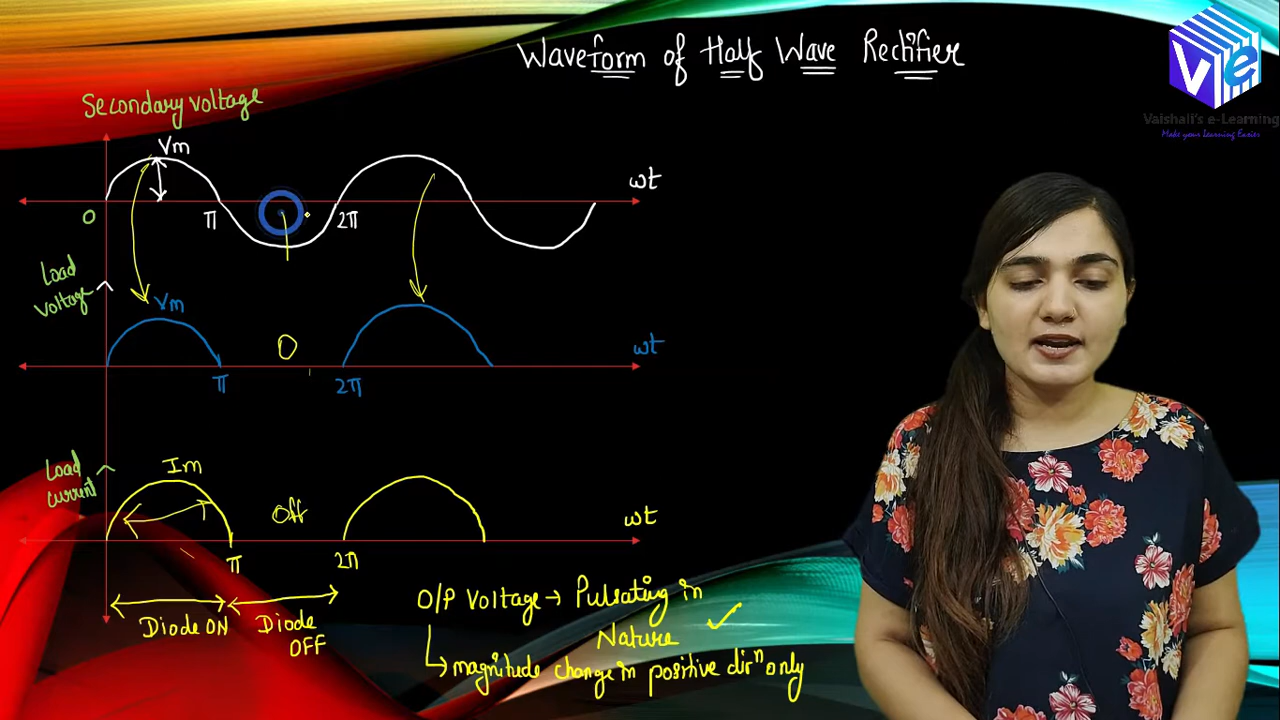 Waveform of Half Wave Rectifier
Ve
Vaishali's e-Learning
Make your Learning Easier
Secondary voltage
Vm
ωt
0
π
2π
Load
voltage
Vm
0
ωt
π
2π
Load
current
Im
Off
ωt
π
2π
Diode ON
Diode
OFF
O/P Voltage → Pulsating in
Nature ✓
↳ magnitude change in positive dirⁿ only